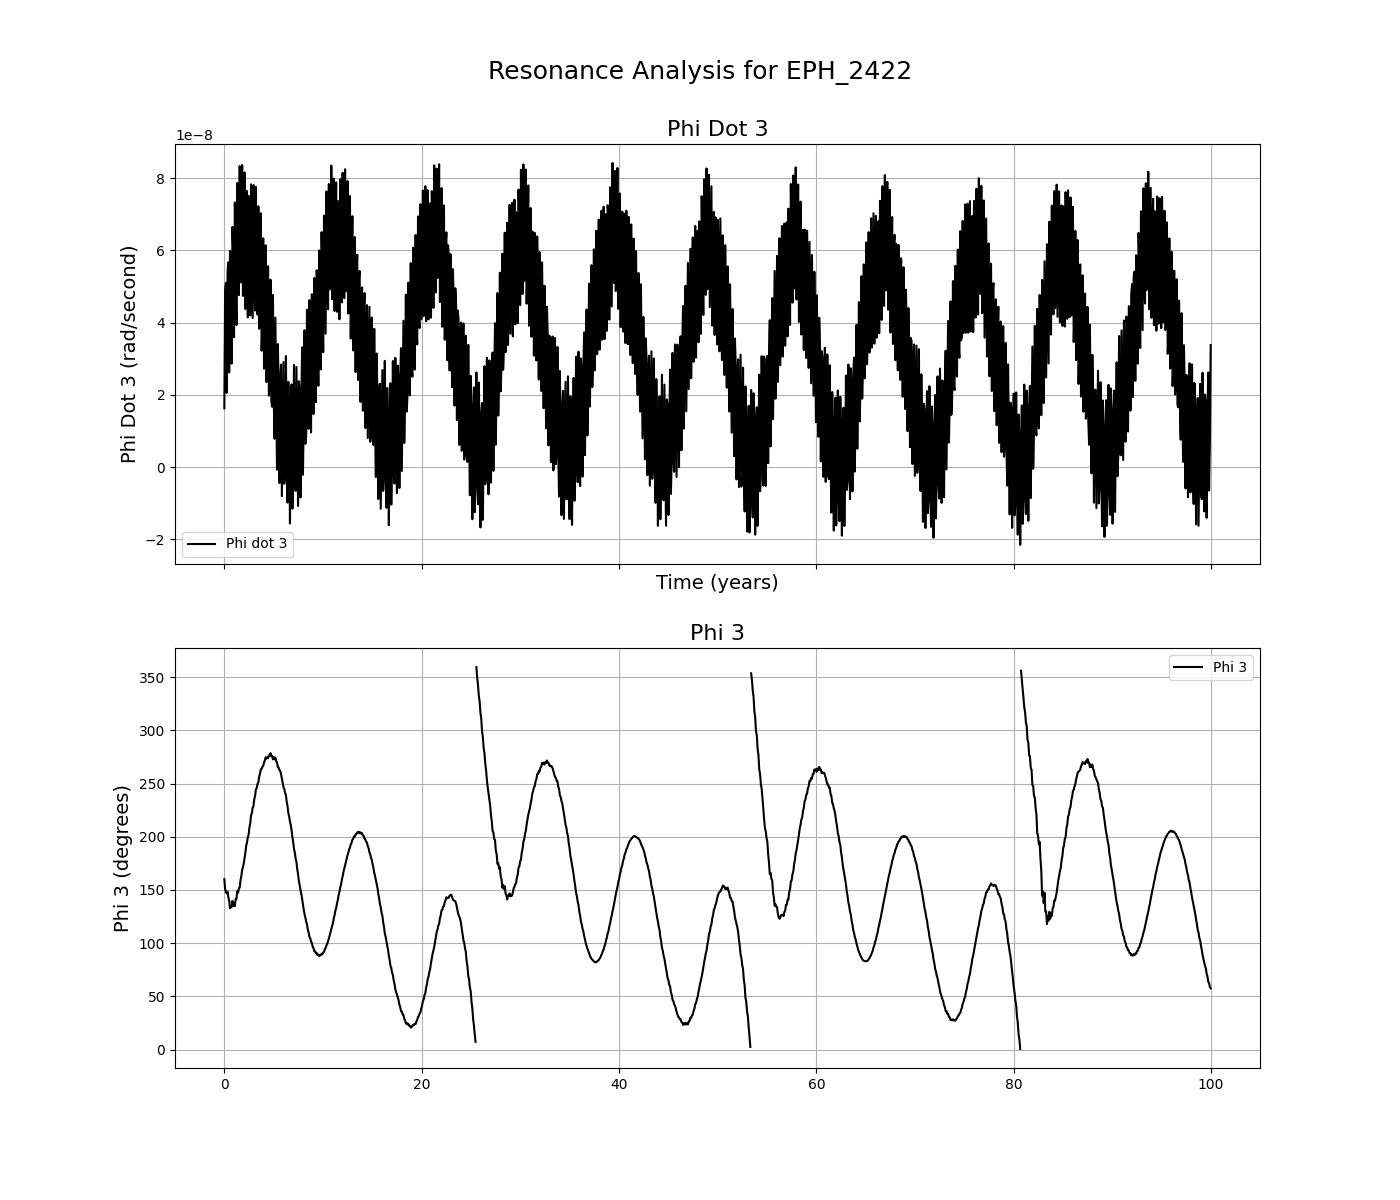 Resonance Analysis for EPH_2422
Phi Dot 3
1e−8
Phi Dot 3 (rad/second)
8
6
4
2
0
−2
Phi dot 3
Time (years)
Phi 3
Phi 3 (degrees)
350
300
250
200
150
100
50
0
Phi 3
0 20 40 60 80 100